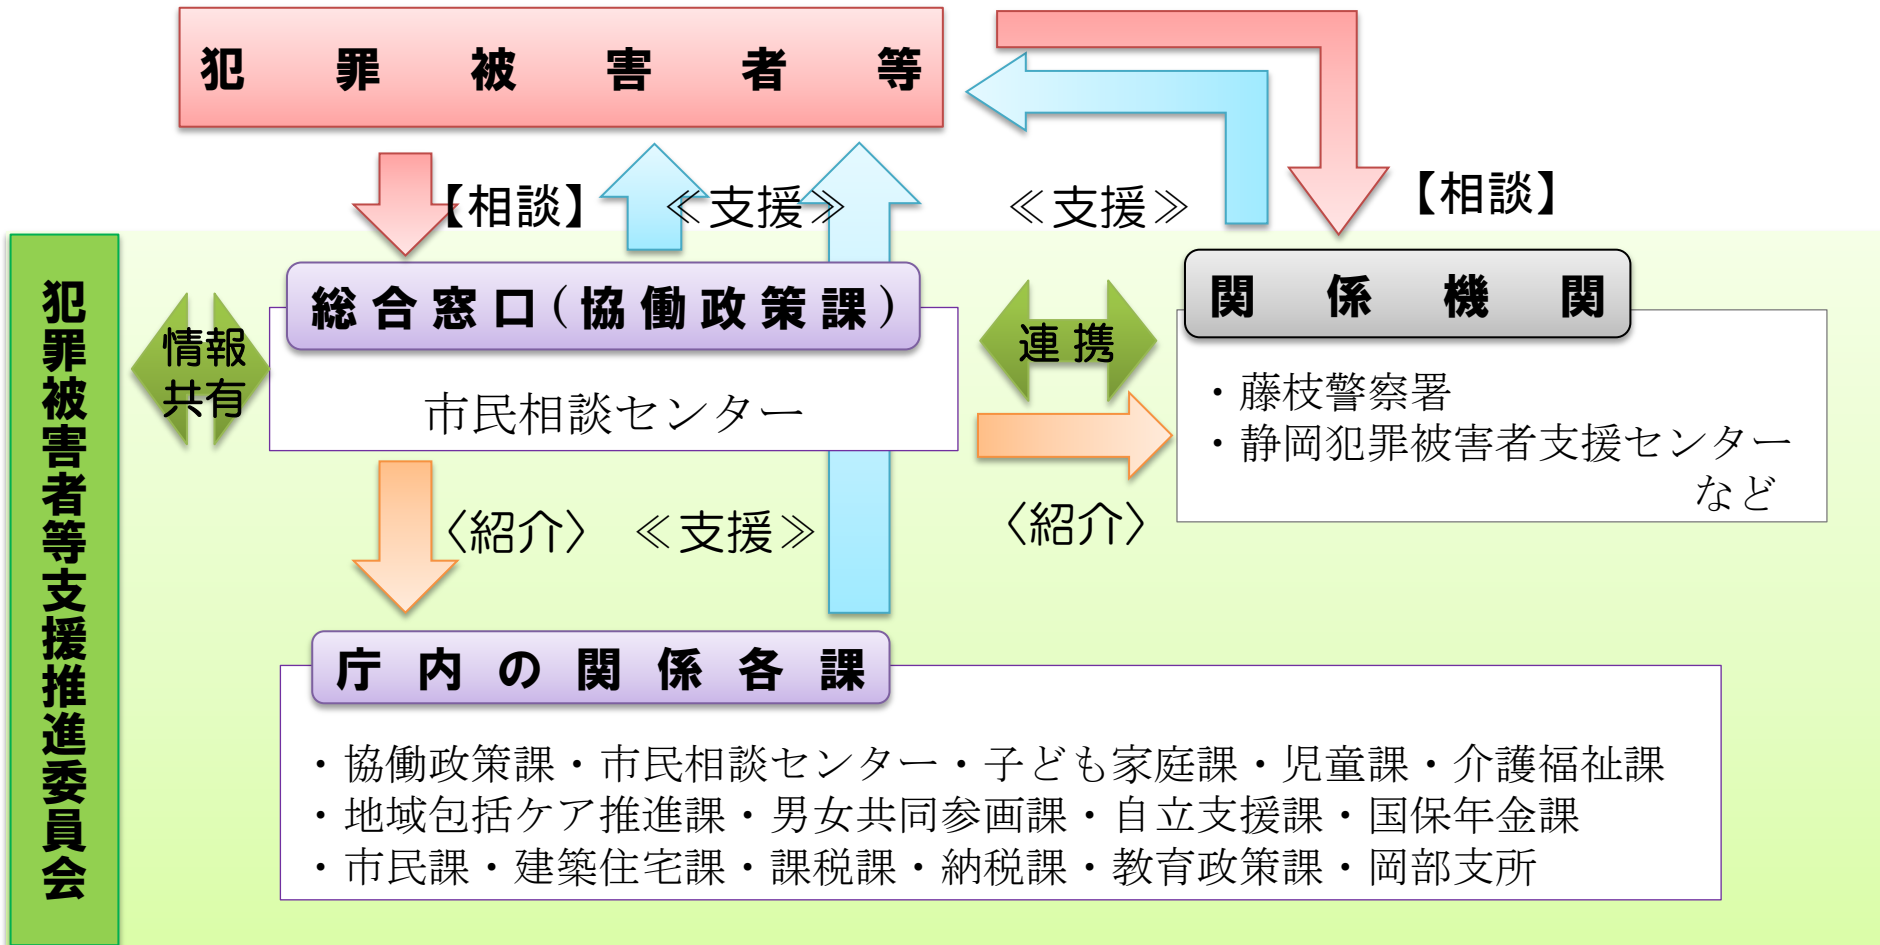 犯罪被害者等
【相談】
≪支援≫
≪支援≫
【相談】
犯罪被害者等支援推進委員会
情報
共有
総合窓口(協働政策課)
市民相談センター
連携
関係機関
・藤枝警察署
・静岡犯罪被害者支援センター
など
〈紹介〉
≪支援≫
〈紹介〉
庁内の関係各課
・協働政策課・市民相談センター・子ども家庭課・児童課・介護福祉課
・地域包括ケア推進課・男女共同参画課・自立支援課・国保年金課
・市民課・建築住宅課・課税課・納税課・教育政策課・岡部支所